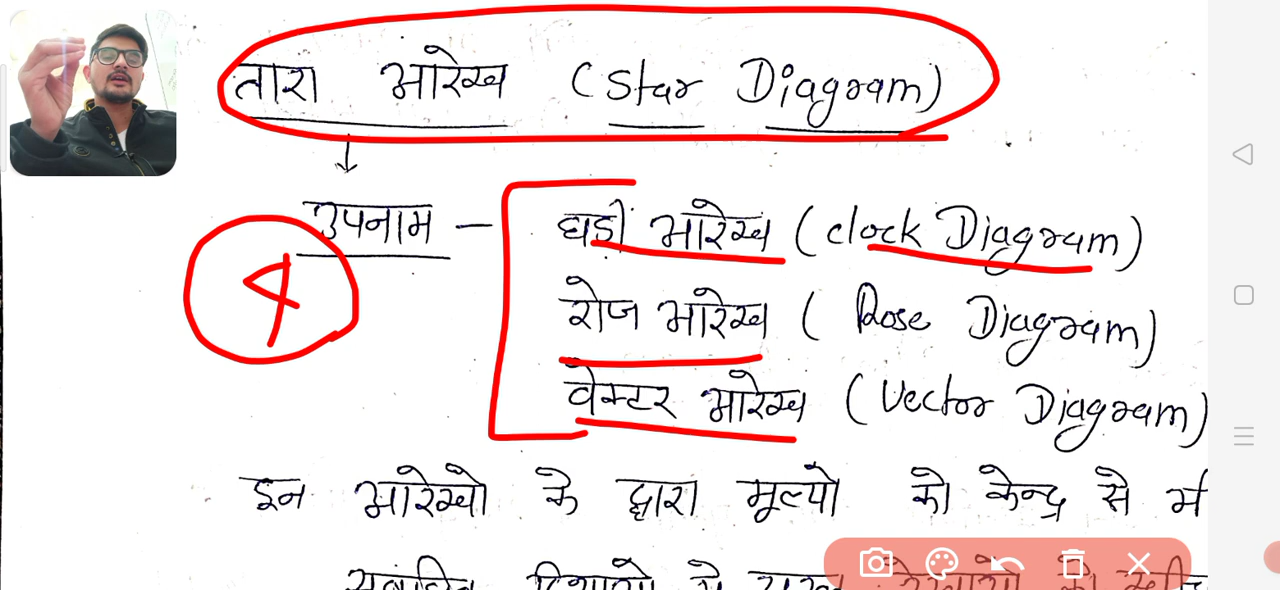 तारा आरेख (Star Diagram)
उपनाम – घड़ी आरेख (Clock Diagram)
4
रोज आरेख ( Rose Diagram)
वेक्टर आरेख (Vector Diagram)
इन आरेखो के द्वारा मूल्यो को केन्द्र से